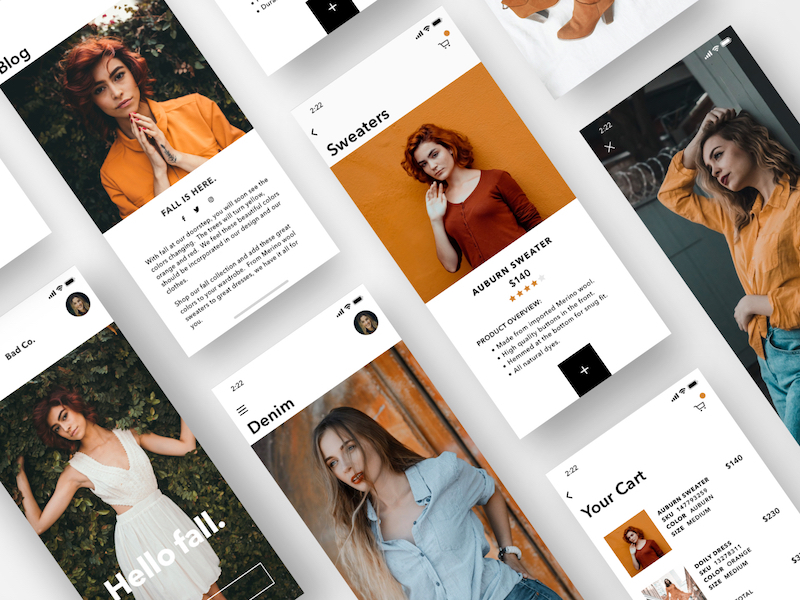 Blog
FALL IS HERE.
With fall at our doorstep, you will soon see the
colors changing. The trees will turn yellow,
orange and red. We feel these beautiful colors
should be incorporated in our design and our
clothes.
Shop our fall collection and add these great
colors to your wardrobe. From Merino wool
sweaters to great dresses, we have it all for
you.
Bad Co.
Hello fall.
2:22
Denim
2:22
Sweaters
AUBURN SWEATER
$140
PRODUCT OVERVIEW:
• Made from imported Merino wool.
• High quality buttons in the front.
• Hemmed at the bottom for snug fit.
• All natural dyes.
+
+
2:22
2:22
Your Cart
AUBURN SWEATER
$140
SKU 147793259
COLOR AUBURN
SIZE MEDIUM
DOILY DRESS
$230
SKU 13278311
COLOR ORANGE
SIZE MEDIUM